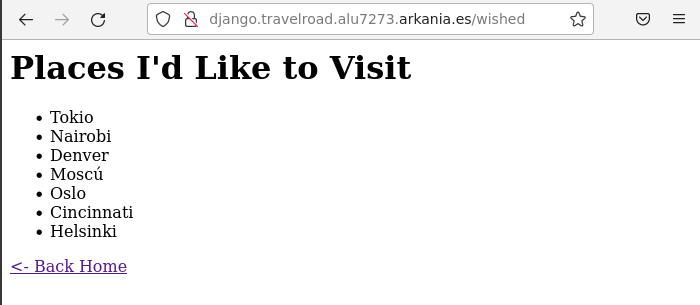 django.travelroad.alu7273.arkania.es/wished
Places I'd Like to Visit
• Tokio
• Nairobi
• Denver
• Moscú
• Oslo
• Cincinnati
• Helsinki
<- Back Home